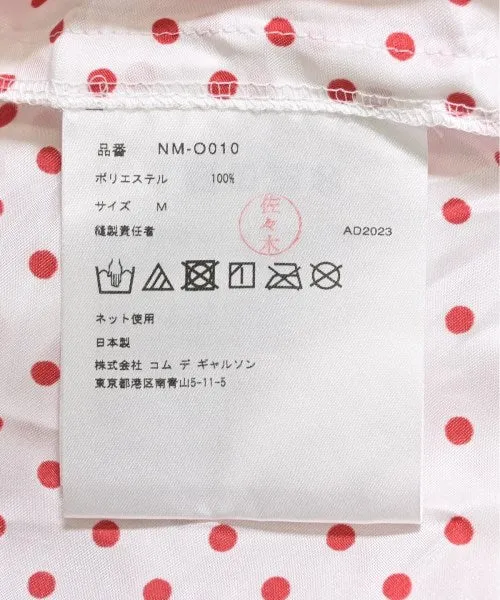 品番 NM-O010
ポリエステル 100%
サイズ M
縫製責任者 佐々木 AD2023
ネット使用
日本製
株式会社 コム デ ギャルソン
東京都港区南青山5-11-5